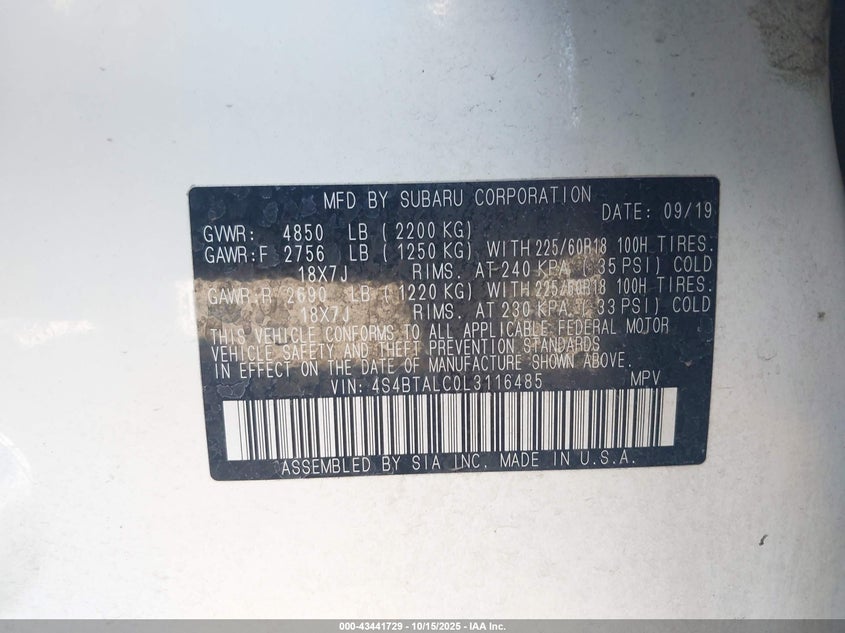 MFD BY SUBARU CORPORATION
DATE: 09/19
GVWR: 4850 LB ( 2200 KG)
GAWR:F 2756 LB ( 1250 KG) WITH 225/60R18 100H TIRES.
18X7J RIMS. AT 240 KPA ( 35 PSI) COLD
GAWR:R 2690 LB ( 1220 KG) WITH 225/60R18 100H TIRES.
18X7J RIMS. AT 230 KPA ( 33 PSI) COLD
THIS VEHICLE CONFORMS TO ALL APPLICABLE FEDERAL MOTOR
VEHICLE SAFETY AND THEFT PREVENTION STANDARDS
IN EFFECT ON THE DATE OF MANUFACTURE SHOWN ABOVE.
VIN: 4S4BTALC0L3116485 MPV
ASSEMBLED BY SIA INC. MADE IN U.S.A.
000-43441729 - 10/15/2025 - IAA Inc.